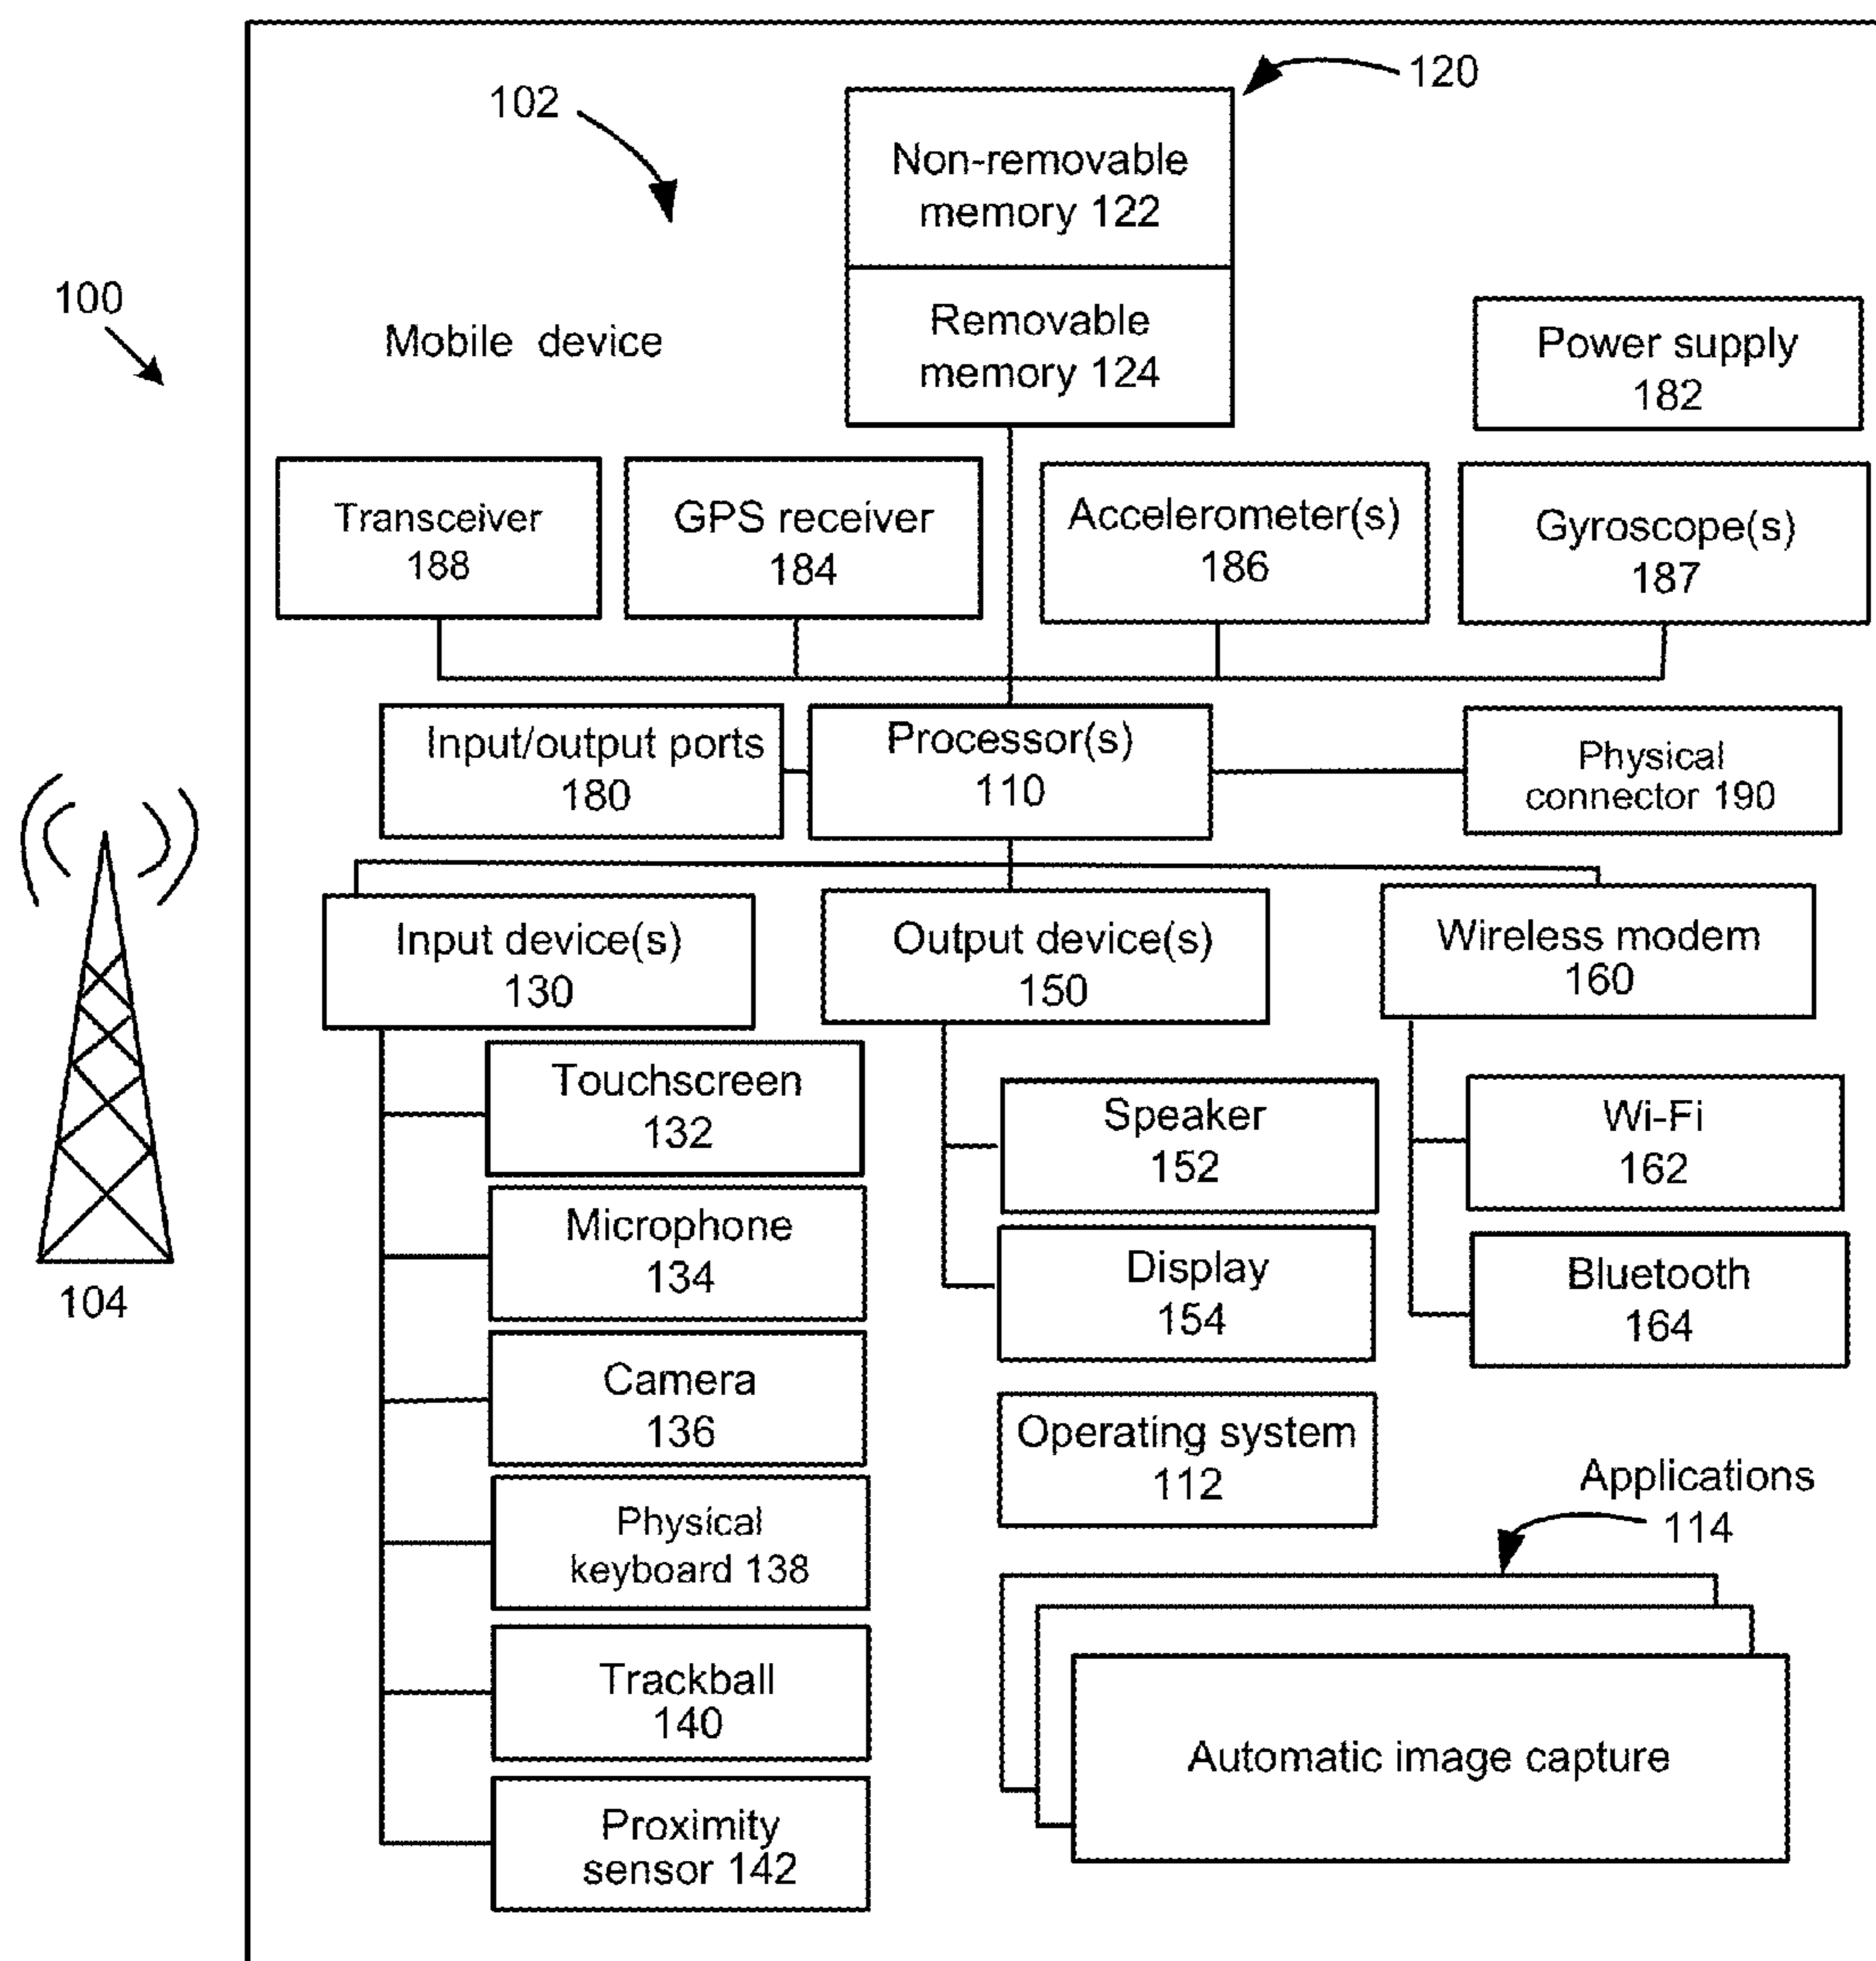 120
102
Non-removable
memory 122
100
Mobile device
Removable
memory 124
Power supply
182
Transceiver
188
GPS receiver
184
Accelerometer(s)
186
Gyroscope(s)
187
Input/output ports
180
Processor(s)
110
Physical
connector 190
Input device(s)
130
Output device(s)
150
Wireless modem
160
104
Touchscreen
132
Speaker
152
Wi-Fi
162
Microphone
134
Display
154
Bluetooth
164
Camera
136
Operating system
112
Applications
114
Physical
keyboard 138
Trackball
140
Automatic image capture
Proximity
sensor 142